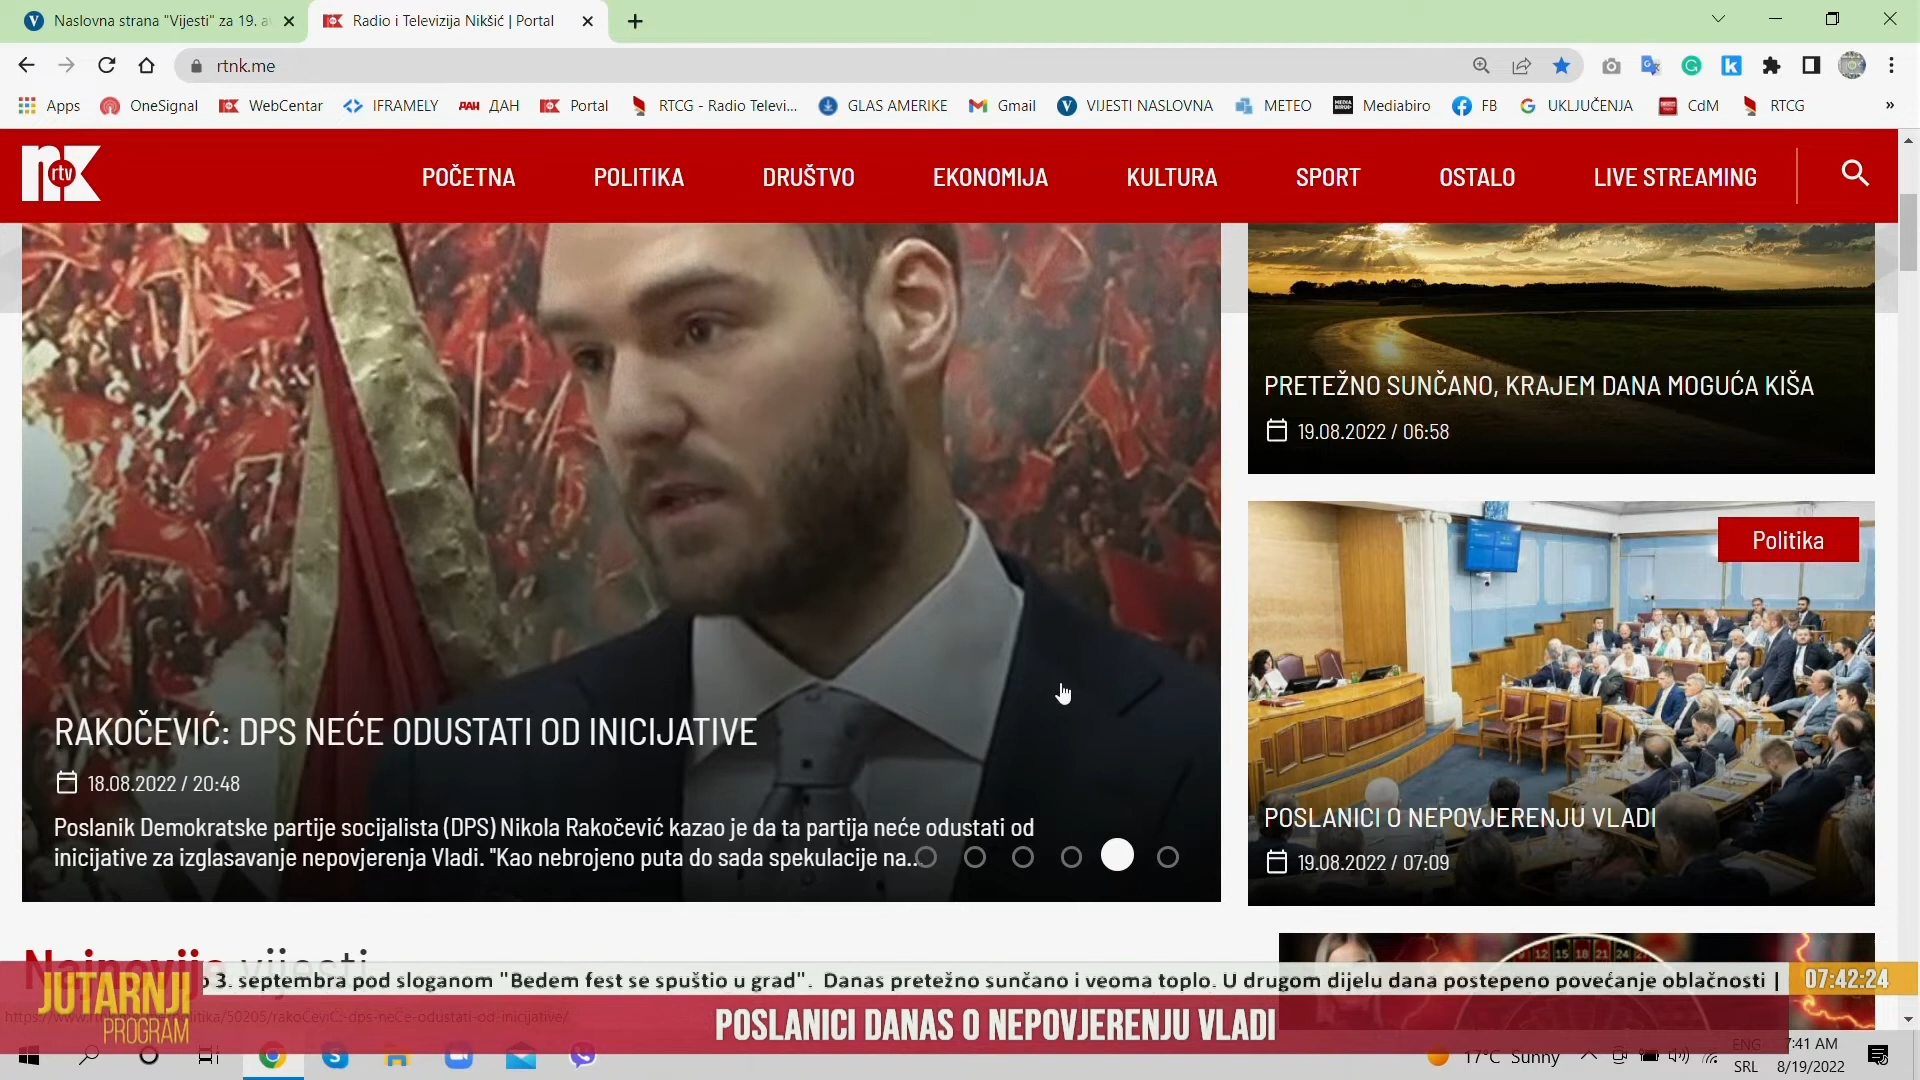 Naslovna strana "Vijesti" za 19. a
Radio i Televizija Nikšić | Portal
rtnk.me
Apps
OneSignal
WebCentar
IFRAMELY
ДАН
Portal
RTCG - Radio Televi...
GLAS AMERIKE
Gmail
VIJESTI NASLOVNA
METEO
Mediabiro
FB
UKLJUČENJA
CdM
RTCG
rtv
POČETNA
POLITIKA
DRUŠTVO
EKONOMIJA
KULTURA
SPORT
OSTALO
LIVE STREAMING
RAKOČEVIĆ: DPS NEĆE ODUSTATI OD INICIJATIVE
18.08.2022 / 20:48
Poslanik Demokratske partije socijalista (DPS) Nikola Rakočević kazao je da ta partija neće odustati od
inicijative za izglasavanje nepovjerenja Vladi. "Kao nebrojeno puta do sada spekulacije na...
PRETEŽNO SUNČANO, KRAJEM DANA MOGUĆA KIŠA
19.08.2022 / 06:58
Politika
POSLANICI O NEPOVJERENJU VLADI
19.08.2022 / 07:09
Najnovije vijesti
3. septembra pod sloganom "Bedem fest se spuštio u grad". Danas pretežno sunčano i veoma toplo. U drugom dijelu dana postepeno povećanje oblačnosti |
07:42:24
JUTARNJI
PROGRAM
POSLANICI DANAS O NEPOVJERENJU VLADI
17°C Sunny
ENG
SRL
7:41 AM
8/19/2022